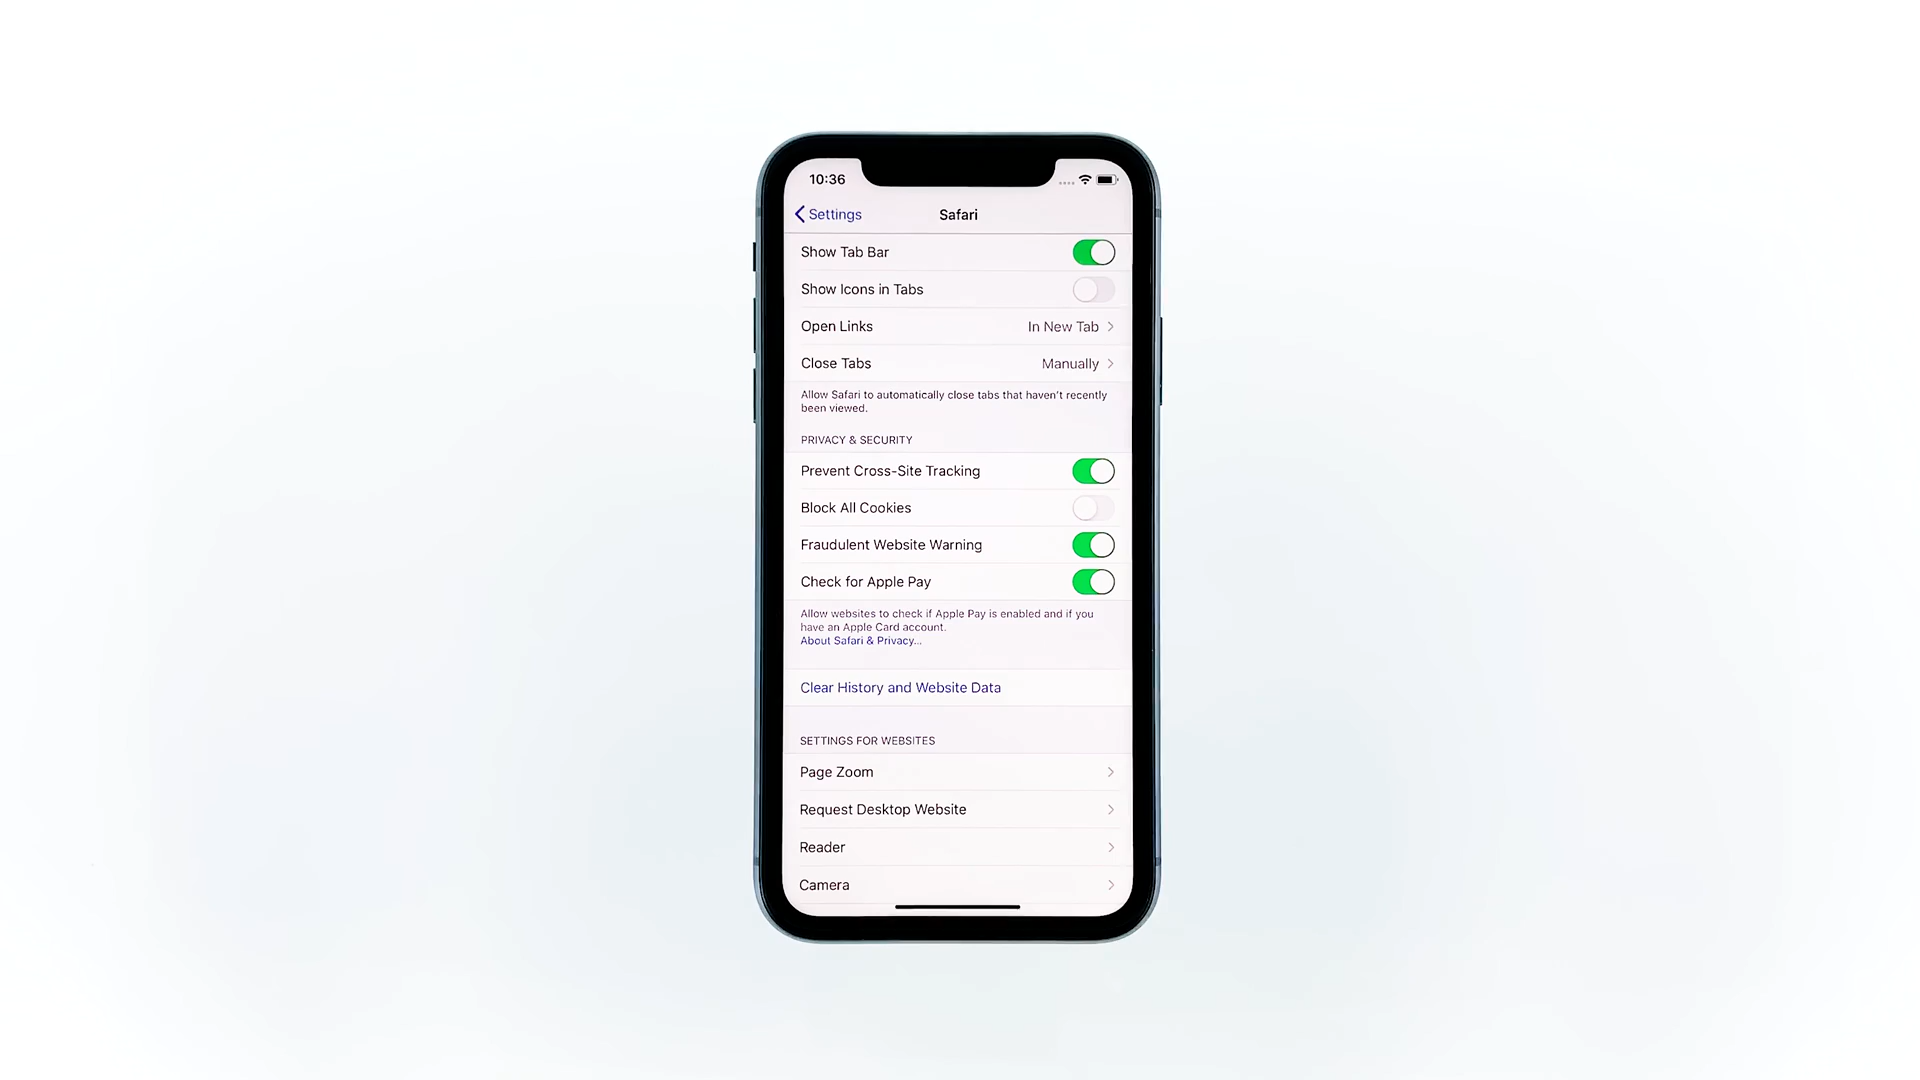 10:36
Settings
Safari
Show Tab Bar
Show Icons in Tabs
Open Links In New Tab
Close Tabs Manually
Allow Safari to automatically close tabs that haven't recently
been viewed.
PRIVACY & SECURITY
Prevent Cross-Site Tracking
Block All Cookies
Fraudulent Website Warning
Check for Apple Pay
Allow websites to check if Apple Pay is enabled and if you
have an Apple Card account.
About Safari & Privacy...
Clear History and Website Data
SETTINGS FOR WEBSITES
Page Zoom
Request Desktop Website
Reader
Camera